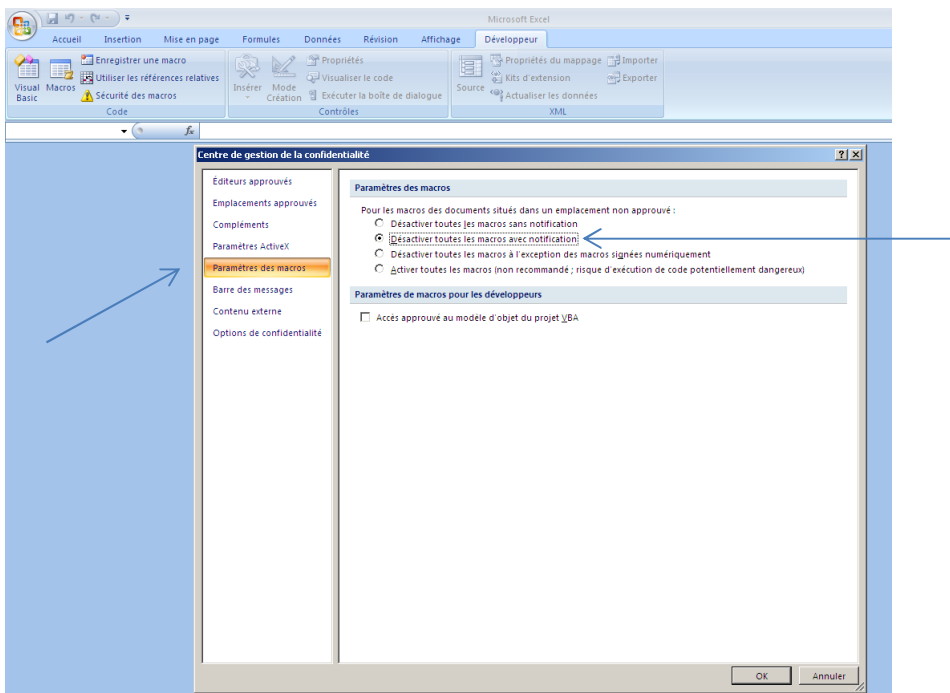 Microsoft Excel
Accueil Insertion Mise en page Formules Données Révision Affichage Développeur
Visual Basic
Macros
Enregistrer une macro
Utiliser les références relatives
Sécurité des macros
Code
Insérer
Mode Création
Propriétés
Visualiser le code
Exécuter la boîte de dialogue
Contrôles
Source
Propriétés du mappage
Kits d'extension
Actualiser les données
Importer
Exporter
XML
fx
Centre de gestion de la confidentialité
Éditeurs approuvés
Emplacements approuvés
Compléments
Paramètres ActiveX
Paramètres des macros
Barre des messages
Contenu externe
Options de confidentialité
Paramètres des macros
Pour les macros des documents situés dans un emplacement non approuvé :
Désactiver toutes les macros sans notification
Désactiver toutes les macros avec notification
Désactiver toutes les macros à l'exception des macros signées numériquement
Activer toutes les macros (non recommandé ; risque d'exécution de code potentiellement dangereux)
Paramètres de macros pour les développeurs
Accès approuvé au modèle d'objet du projet VBA
OK Annuler